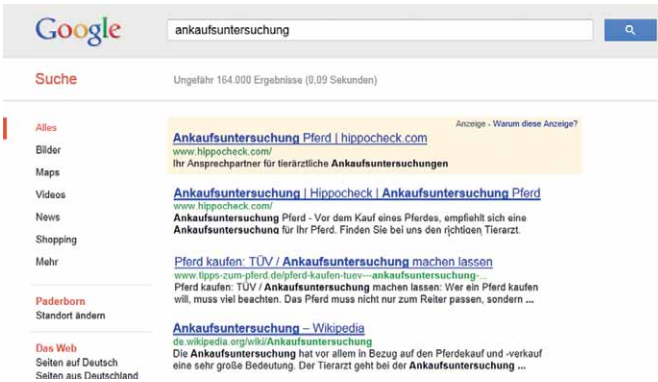 Google
ankaufsuntersuchung
Suche
Ungefähr 164.000 Ergebnisse (0,09 Sekunden)
Alles
Bilder
Maps
Videos
News
Shopping
Mehr
Paderborn
Standort ändern
Das Web
Seiten auf Deutsch
Seiten aus Deutschland
Anzeige - Warum diese Anzeige?
Ankaufsuntersuchung Pferd | hippocheck.com
www.hippocheck.com/
Ihr Ansprechpartner für tierärztliche Ankaufsuntersuchungen
Ankaufsuntersuchung | Hippocheck | Ankaufsuntersuchung Pferd
www.hippocheck.com/
Ankaufsuntersuchung Pferd - Vor dem Kauf eines Pferdes, empfiehlt sich eine
Ankaufsuntersuchung für Ihr Pferd. Finden Sie bei uns den richtigen Tierarzt.
Pferd kaufen: TÜV / Ankaufsuntersuchung machen lassen
www.tipps-zum-pferd.de/pferd-kaufen-tuev---ankaufsuntersuchung-...
Pferd kaufen: TÜV / Ankaufsuntersuchung machen lassen: Wer ein Pferd kaufen
will, muss viel beachten. Das Pferd muss nicht nur zum Reiter passen, sondern ...
Ankaufsuntersuchung – Wikipedia
de.wikipedia.org/wiki/Ankaufsuntersuchung
Die Ankaufsuntersuchung hat vor allem in Bezug auf den Pferdekauf und -verkauf
eine sehr große Bedeutung. Der Tierarzt geht bei der Ankaufsuntersuchung ...